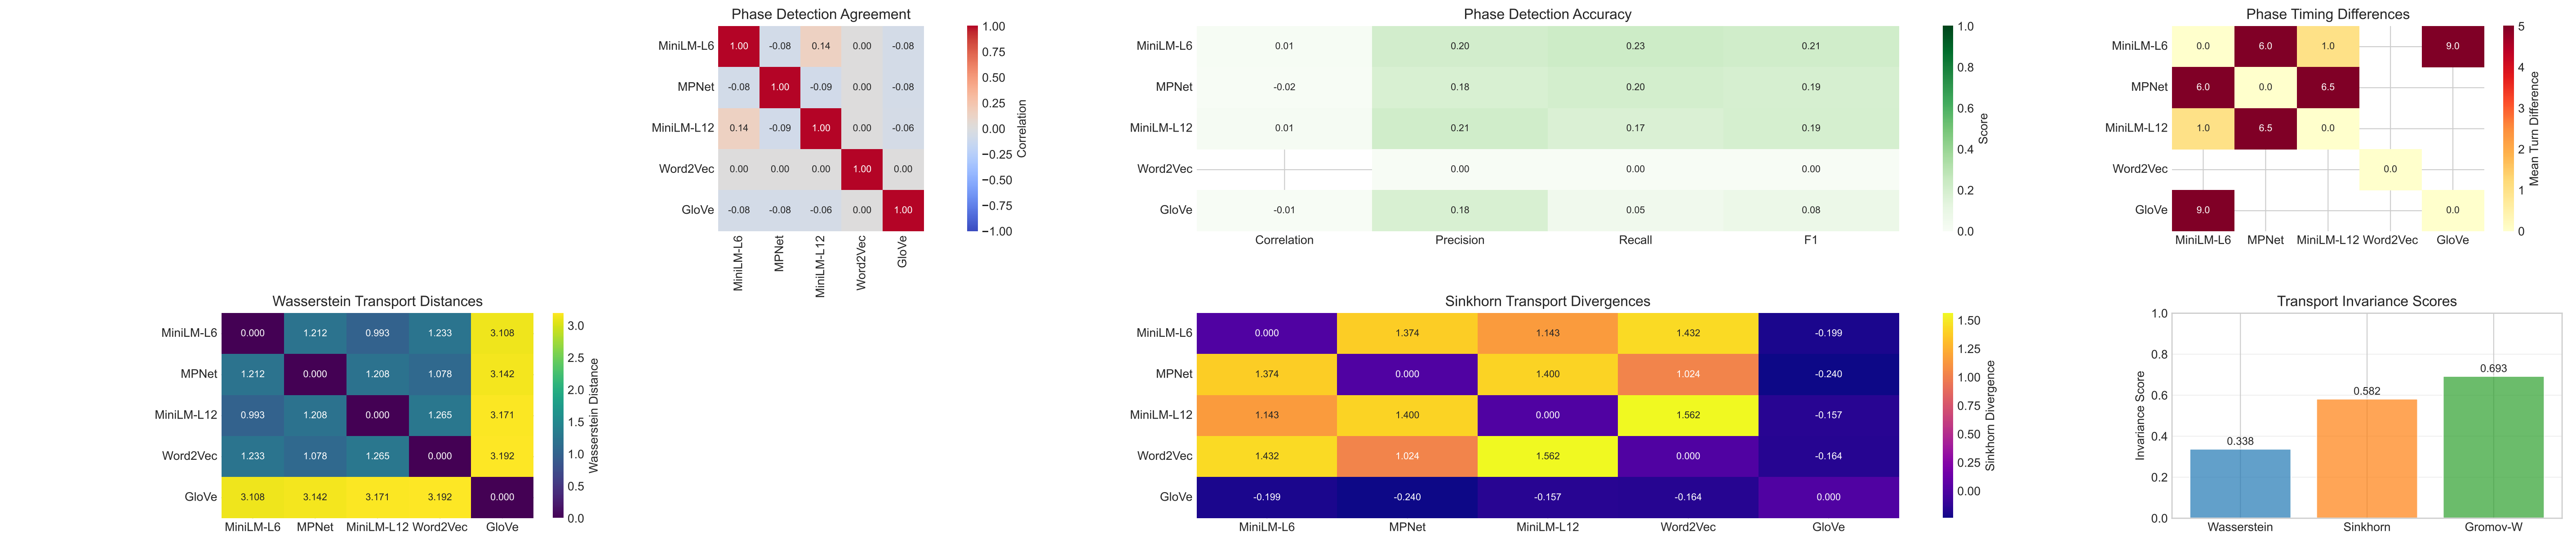 Phase Detection Agreement
MiniLM-L6 1.00 -0.08 0.14 0.00 -0.08
MPNet -0.08 1.00 -0.09 0.00 -0.08
MiniLM-L12 0.14 -0.09 1.00 0.00 -0.06
Word2Vec 0.00 0.00 0.00 1.00 0.00
GloVe -0.08 -0.08 -0.06 0.00 1.00
MiniLM-L6 MPNet MiniLM-L12 Word2Vec GloVe
1.00
0.75
0.50
0.25
0.00
−0.25
−0.50
−0.75
−1.00
Correlation
Phase Detection Accuracy
MiniLM-L6 0.01 0.20 0.23 0.21
MPNet -0.02 0.18 0.20 0.19
MiniLM-L12 0.01 0.21 0.17 0.19
Word2Vec 0.00 0.00 0.00
GloVe -0.01 0.18 0.05 0.08
Correlation Precision Recall F1
1.0
0.8
0.6
0.4
0.2
0.0
Score
Phase Timing Differences
MiniLM-L6 0.0 6.0 1.0 9.0
MPNet 6.0 0.0 6.5
MiniLM-L12 1.0 6.5 0.0
Word2Vec 0.0
GloVe 9.0 0.0
MiniLM-L6 MPNet MiniLM-L12 Word2Vec GloVe
5
4
3
2
1
0
Mean Turn Difference
Wasserstein Transport Distances
MiniLM-L6 0.000 1.212 0.993 1.233 3.108
MPNet 1.212 0.000 1.208 1.078 3.142
MiniLM-L12 0.993 1.208 0.000 1.265 3.171
Word2Vec 1.233 1.078 1.265 0.000 3.192
GloVe 3.108 3.142 3.171 3.192 0.000
MiniLM-L6 MPNet MiniLM-L12 Word2Vec GloVe
3.0
2.5
2.0
1.5
1.0
0.5
0.0
Wasserstein Distance
Sinkhorn Transport Divergences
MiniLM-L6 0.000 1.374 1.143 1.432 -0.199
MPNet 1.374 0.000 1.400 1.024 -0.240
MiniLM-L12 1.143 1.400 0.000 1.562 -0.157
Word2Vec 1.432 1.024 1.562 0.000 -0.164
GloVe -0.199 -0.240 -0.157 -0.164 0.000
MiniLM-L6 MPNet MiniLM-L12 Word2Vec GloVe
1.50
1.25
1.00
0.75
0.50
0.25
0.00
Sinkhorn Divergence
Transport Invariance Scores
Invariance Score
1.0
0.8
0.6
0.4
0.2
0.0
0.338
0.582
0.693
Wasserstein Sinkhorn Gromov-W